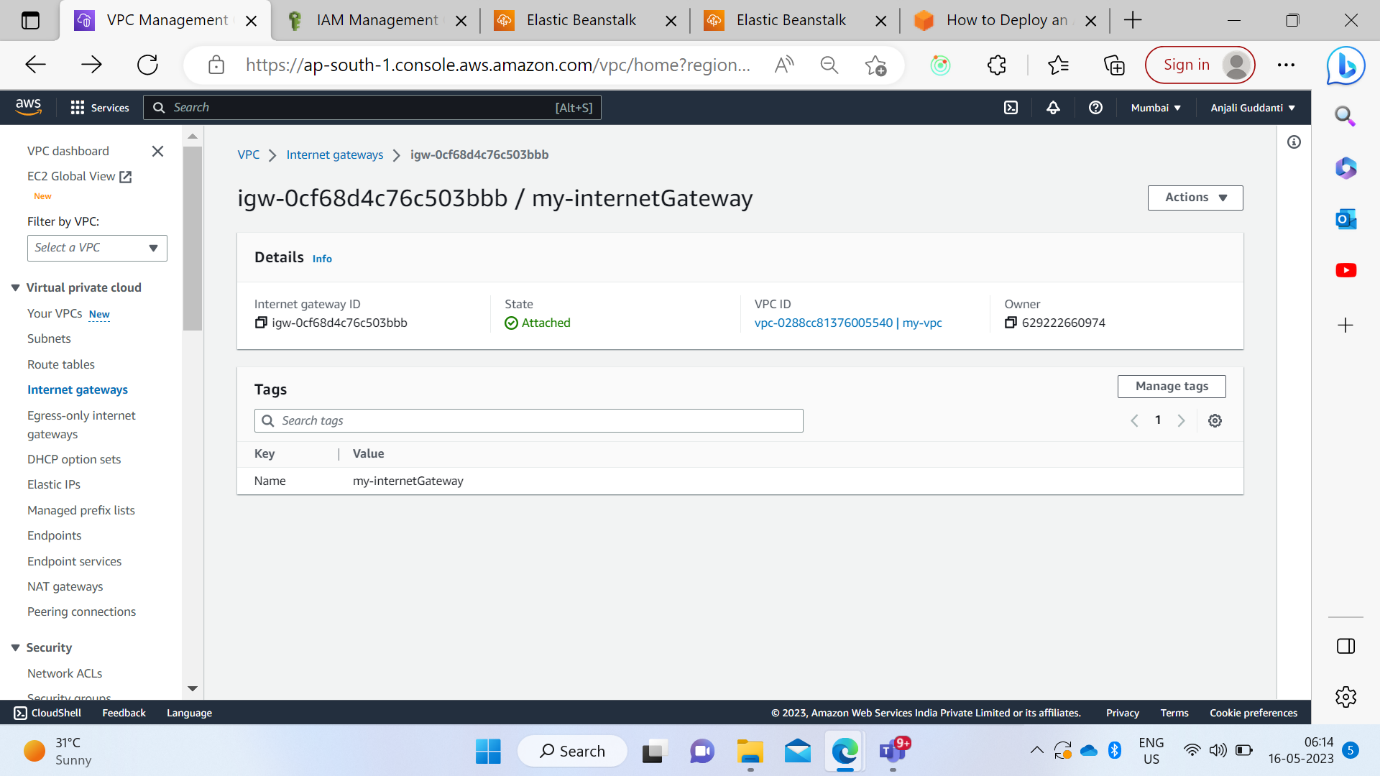 VPC Management
IAM Management
Elastic Beanstalk
Elastic Beanstalk
How to Deploy an
https://ap-south-1.console.aws.amazon.com/vpc/home?region...
Sign in
aws
Services
Search
[Alt+S]
Mumbai
Anjali Guddanti
VPC dashboard
EC2 Global View
New
Filter by VPC:
Select a VPC
Virtual private cloud
Your VPCs New
Subnets
Route tables
Internet gateways
Egress-only internet
gateways
DHCP option sets
Elastic IPs
Managed prefix lists
Endpoints
Endpoint services
NAT gateways
Peering connections
Security
Network ACLs
Security groups
VPC
Internet gateways
igw-0cf68d4c76c503bbb
igw-0cf68d4c76c503bbb / my-internetGateway
Actions
Details Info
Internet gateway ID
igw-0cf68d4c76c503bbb
State
Attached
VPC ID
vpc-0288cc81376005540 | my-vpc
Owner
629222660974
Tags
Manage tags
Search tags
1
Key
Value
Name
my-internetGateway
CloudShell
Feedback
Language
© 2023, Amazon Web Services India Private Limited or its affiliates.
Privacy
Terms
Cookie preferences
31°C
Sunny
Search
9+
ENG
US
06:14
16-05-2023
5